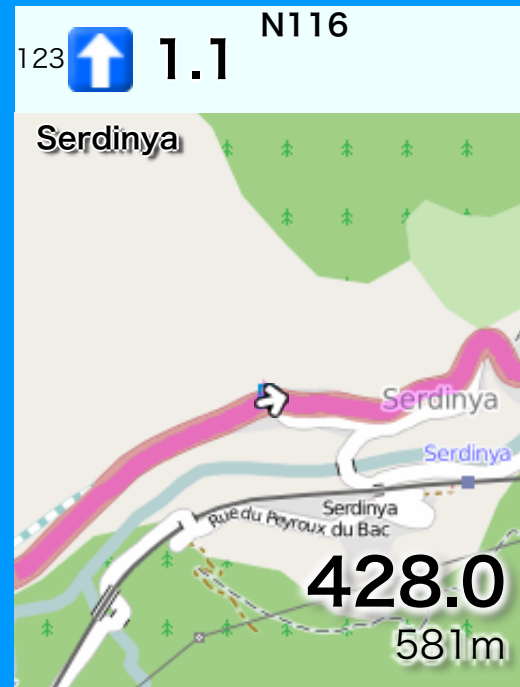 N116
123 1.1
Serdinya
Serdinya
Serdinya
Serdinya
Rue du Peyroux du Bac
428.0
581m